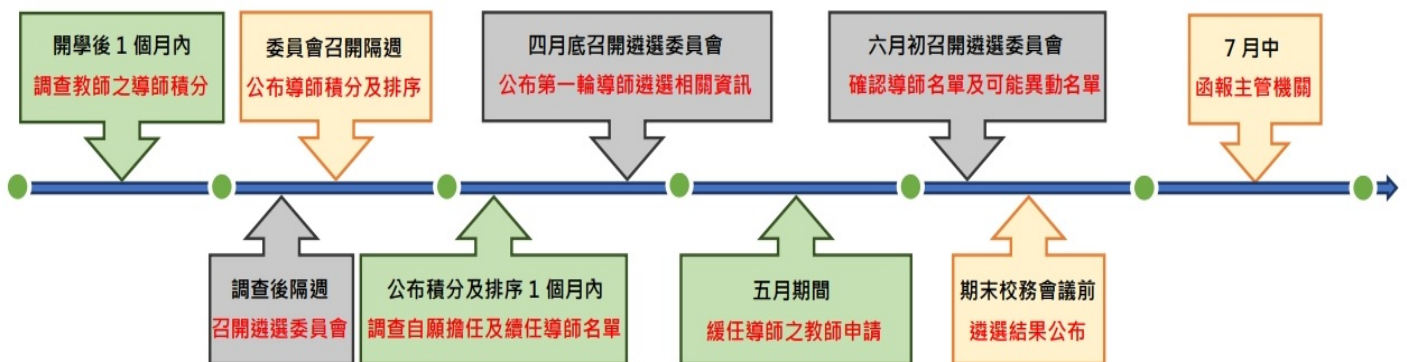 開學後 1 個月內
調查教師之導師積分
委員會召開隔週
公布導師積分及排序
四月底召開遴選委員會
公布第一輪導師遴選相關資訊
六月初召開遴選委員會
確認導師名單及可能異動名單
7 月中
函報主管機關
調查後隔週
召開遴選委員會
公布積分及排序 1 個月內
調查自願擔任及續任導師名單
五月期間
緩任導師之教師申請
期末校務會議前
遴選結果公布